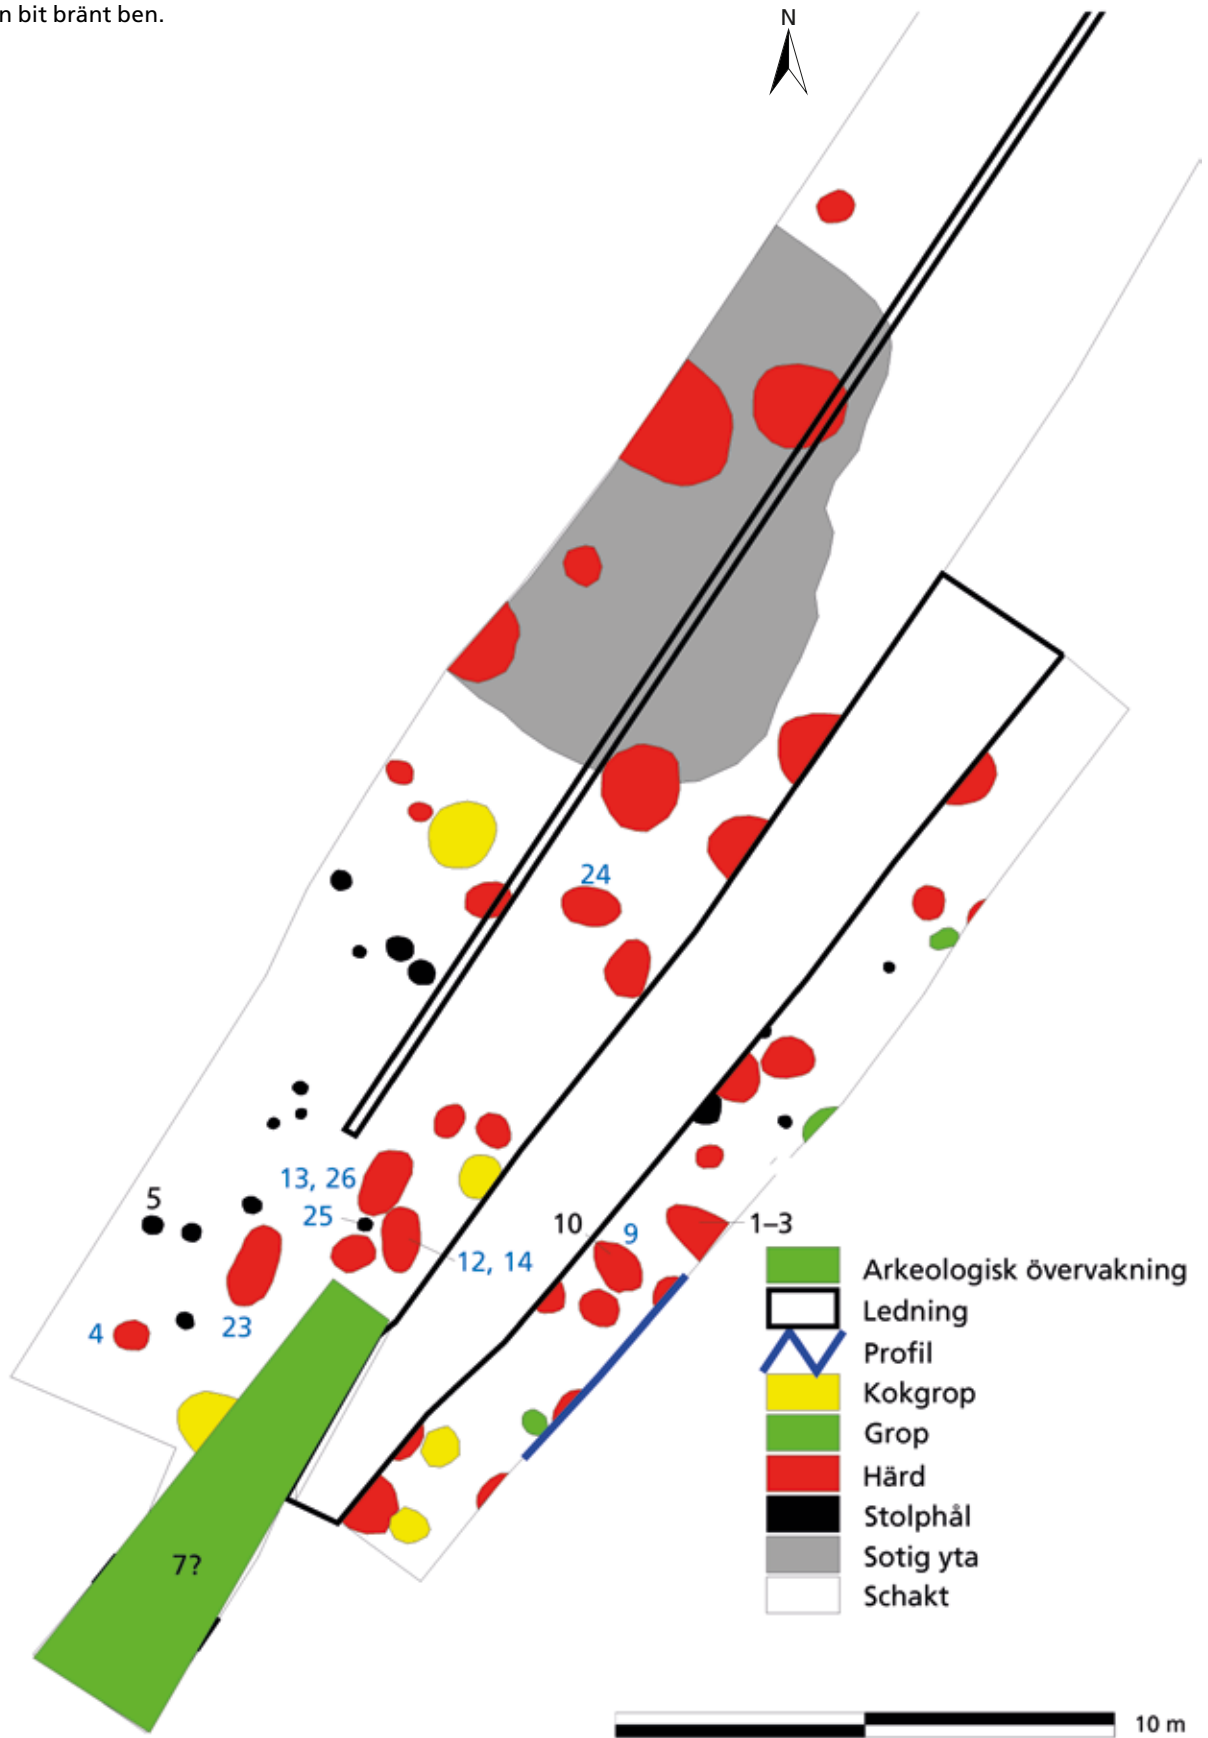 n bit bränt ben.
N
24
13, 26
5
25
10
9
1–3
12, 14
4
23
7?
Arkeologisk övervakning
Ledning
Profil
Kokgrop
Grop
Härd
Stolphål
Sotig yta
Schakt
10 m